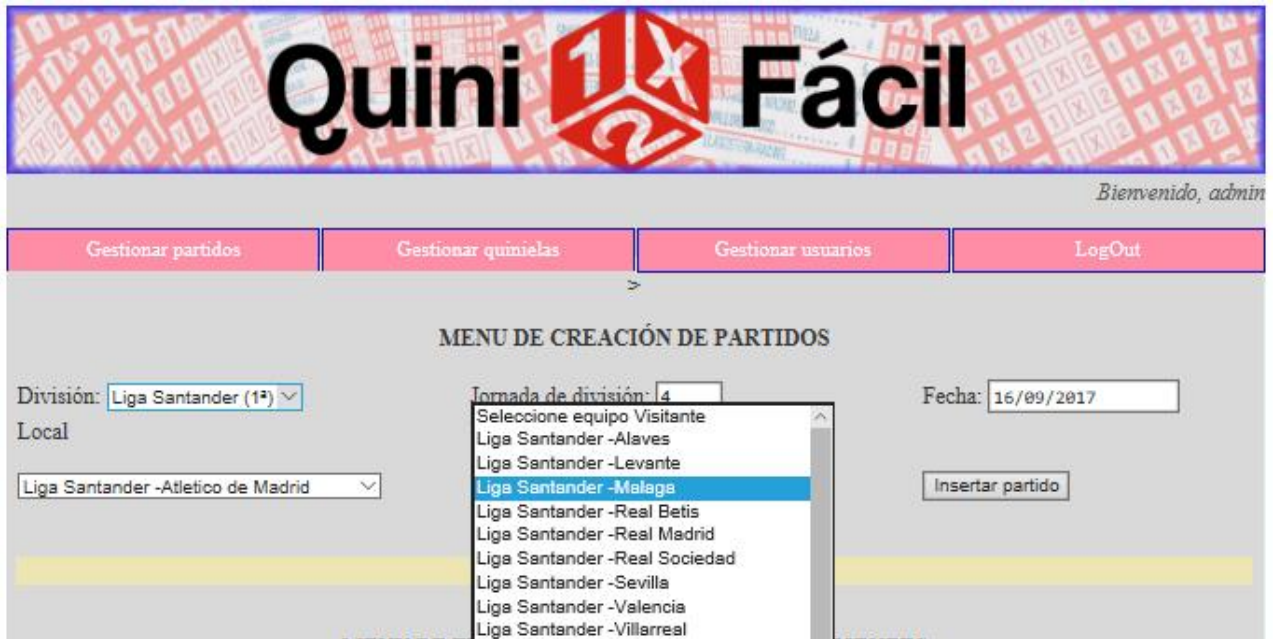 Quini 1X2 Fácil
Bienvenido, admin
Gestionar partidos Gestionar quinielas Gestionar usuarios LogOut
>
MENU DE CREACIÓN DE PARTIDOS
División: Liga Santander (1ª) Jornada de división: 4 Fecha: 16/09/2017
Local
Seleccione equipo Visitante
Liga Santander -Alaves
Liga Santander -Levante
Liga Santander -Atletico de Madrid
Liga Santander -Malaga
Insertar partido
Liga Santander -Real Betis
Liga Santander -Real Madrid
Liga Santander -Real Sociedad
Liga Santander -Sevilla
Liga Santander -Valencia
Liga Santander -Villarreal